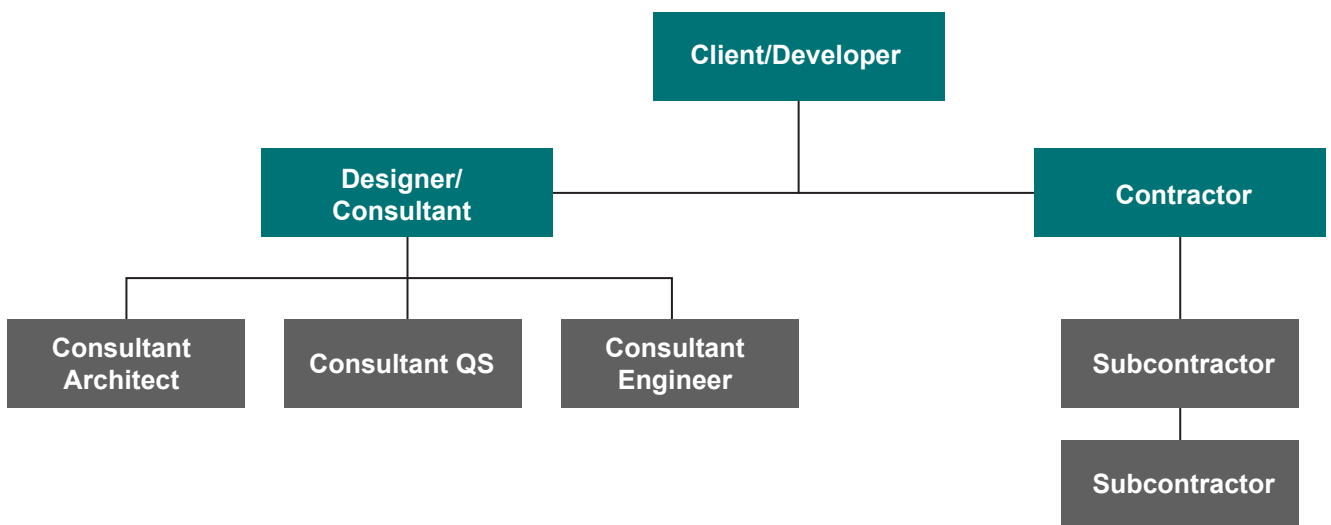 Client/Developer
Designer/
Consultant
Contractor
Consultant
Architect
Consultant QS
Consultant
Engineer
Subcontractor
Subcontractor